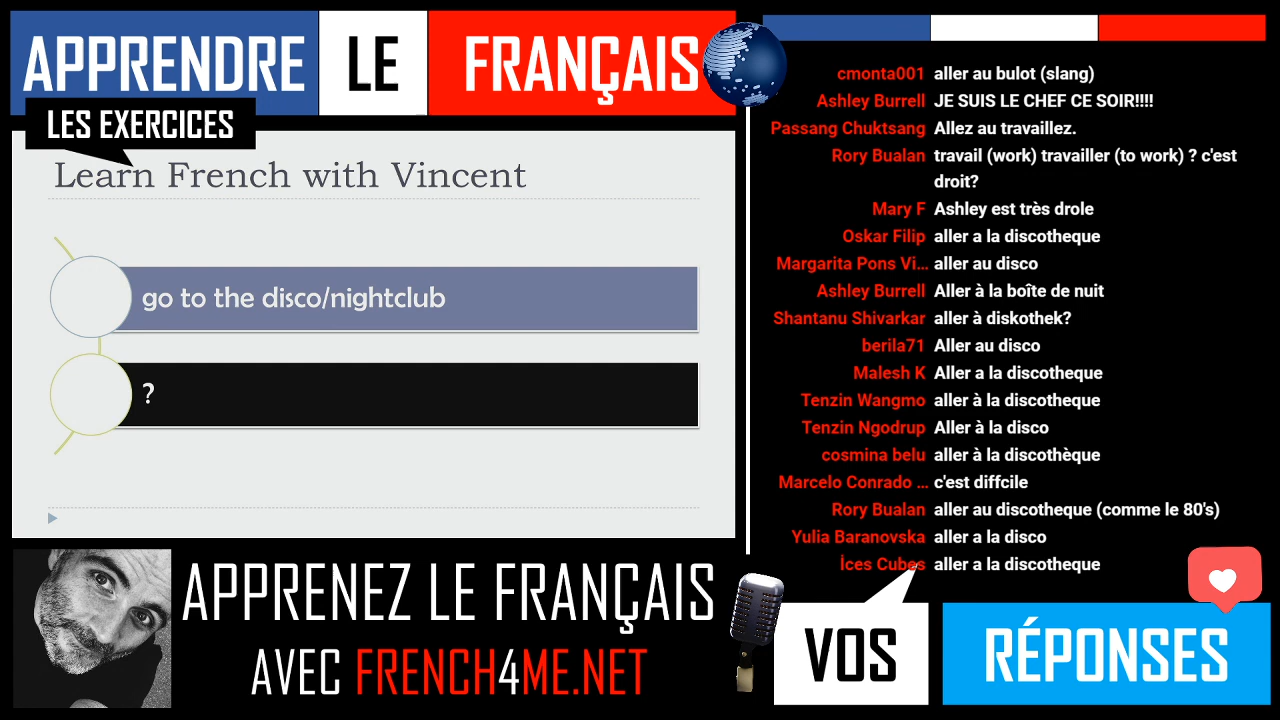 APPRENDRE LE FRANÇAIS
LES EXERCICES
Learn French with Vincent
go to the disco/nightclub
?
APPRENEZ LE FRANÇAIS
AVEC FRENCH4ME.NET
cmonta001 aller au bulot (slang)
Ashley Burrell JE SUIS LE CHEF CE SOIR!!!!
Passang Chuktsang Allez au travaillez.
Rory Bualan travail (work) travailler (to work) ? c'est
droit?
Mary F Ashley est très drole
Oskar Filip aller a la discotheque
Margarita Pons Vi... aller au disco
Ashley Burrell Aller à la boîte de nuit
Shantanu Shivarkar aller à diskothek?
berila71 Aller au disco
Malesh K Aller a la discotheque
Tenzin Wangmo aller à la discotheque
Tenzin Ngodrup Aller à la disco
cosmina belu aller à la discothèque
Marcelo Conrado ... c'est diffcile
Rory Bualan aller au discotheque (comme le 80's)
Yulia Baranovska aller a la disco
İces Cubes aller a la discotheque
VOS RÉPONSES